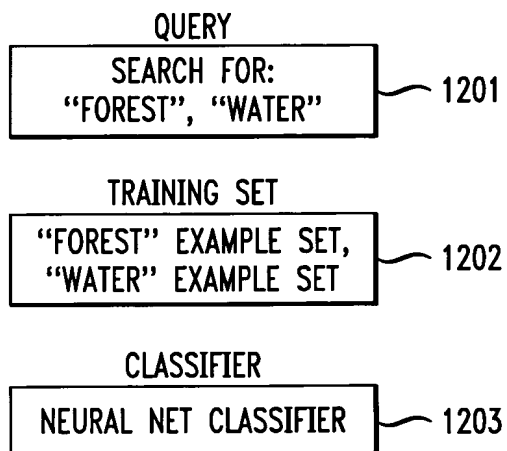 QUERY
SEARCH FOR:
“FOREST”, “WATER”
1201
TRAINING SET
“FOREST” EXAMPLE SET,
“WATER” EXAMPLE SET
1202
CLASSIFIER
NEURAL NET CLASSIFIER
1203